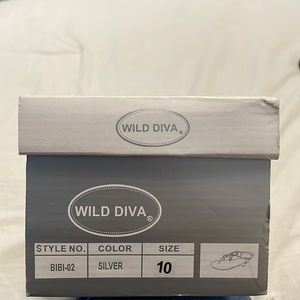 WILD DIVA®
WILD DIVA®
STYLE NO. COLOR SIZE
BIBI-02 SILVER 10